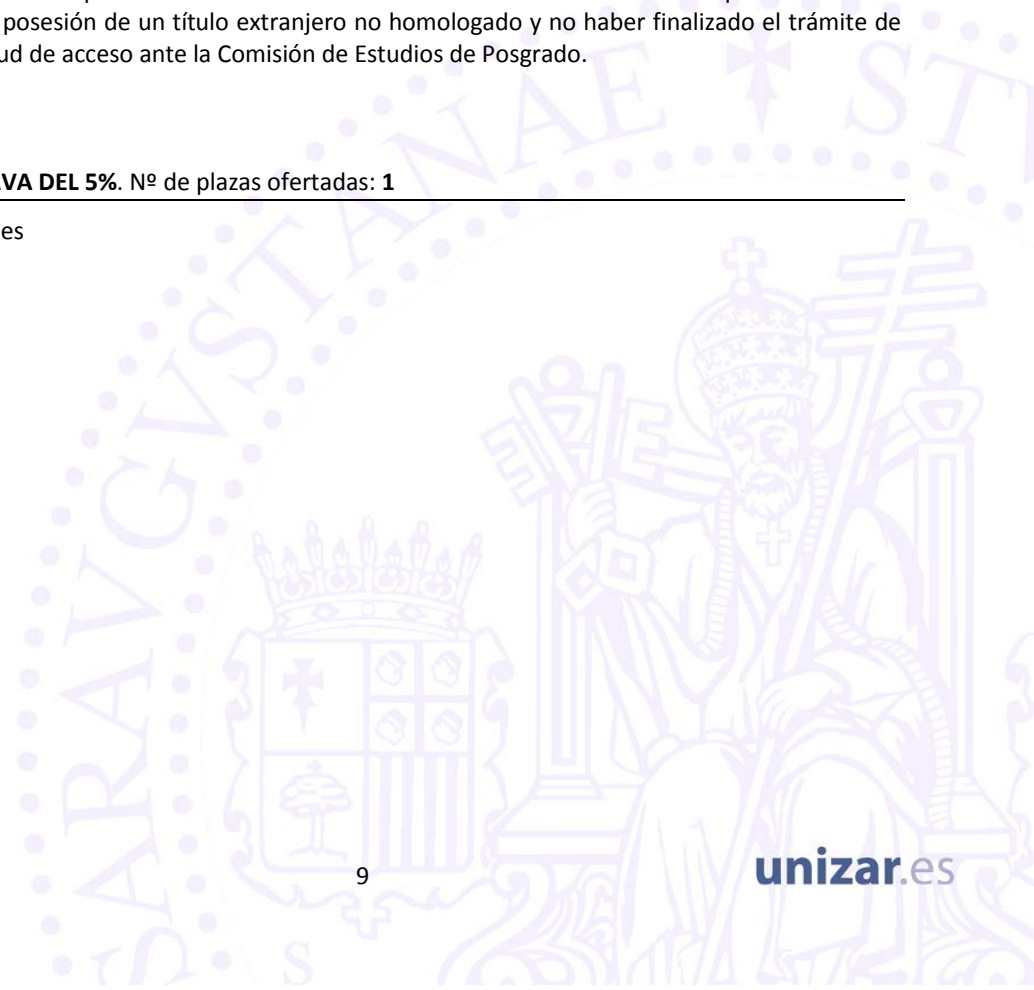 posesión de un título extranjero no homologado y no haber finalizado el trámite de
ud de acceso ante la Comisión de Estudios de Posgrado.
VA DEL 5%. Nº de plazas ofertadas: 1
es
9
unizar.es